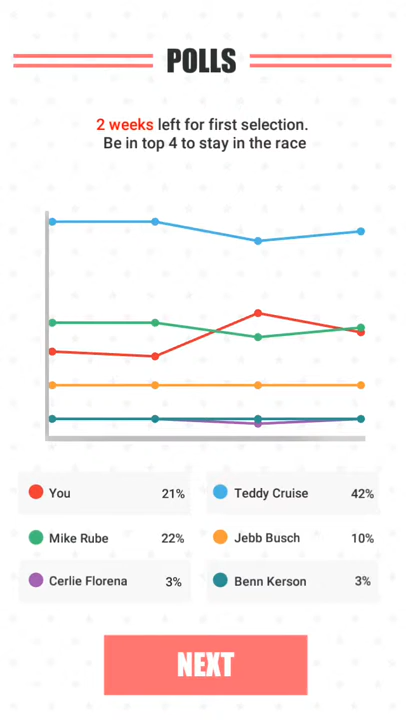 POLLS
2 weeks left for first selection.
Be in top 4 to stay in the race
You 21%
Teddy Cruise 42%
Mike Rube 22%
Jebb Busch 10%
Cerlie Florena 3%
Benn Kerson 3%
NEXT